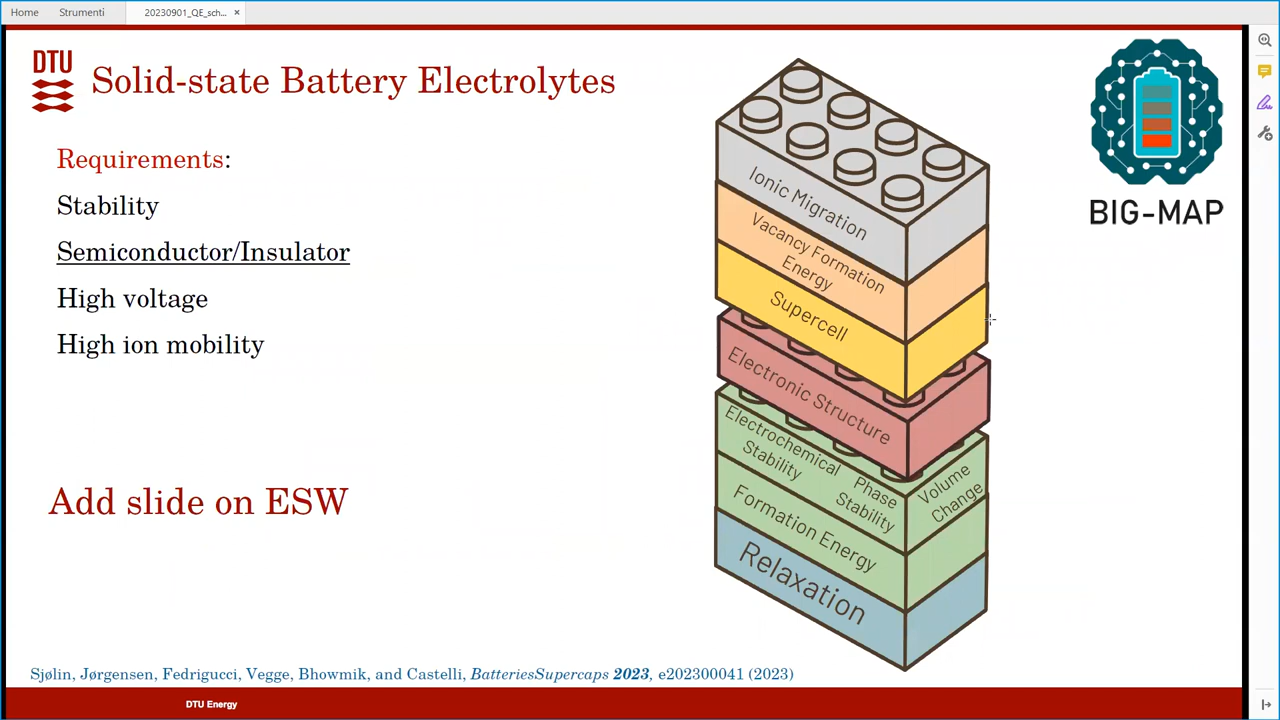 Home Strumenti 20230901_QE_sch... ×
DTU
Solid-state Battery Electrolytes
Requirements:
Stability
Semiconductor/Insulator
High voltage
High ion mobility
Add slide on ESW
Ionic Migration
Vacancy Formation
Energy
Supercell
Electronic Structure
Electrochemical
Stability
Phase
Stability
Volume
Change
Formation Energy
Relaxation
BIG-MAP
Sjølin, Jørgensen, Fedrigucci, Vegge, Bhowmik, and Castelli, BatteriesSupercaps 2023, e202300041 (2023)
DTU Energy